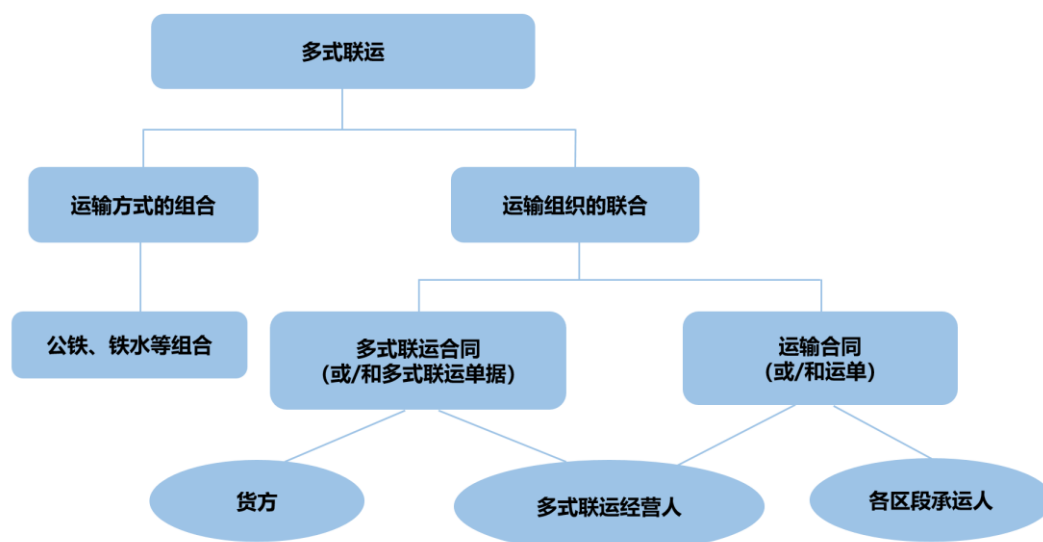 多式联运
运输方式的组合
运输组织的联合
公铁、铁水等组合
多式联运合同
（或/和多式联运单据）
运输合同
（或/和运单）
货方
多式联运经营人
各区段承运人